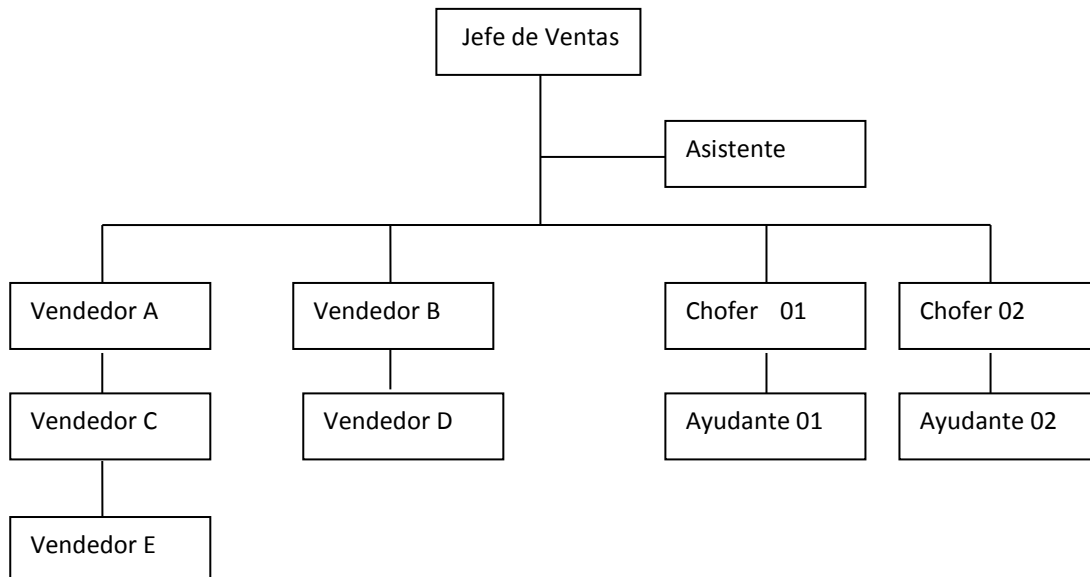 Jefe de Ventas
Asistente
Vendedor A
Vendedor B
Chofer 01
Chofer 02
Vendedor C
Vendedor D
Ayudante 01
Ayudante 02
Vendedor E